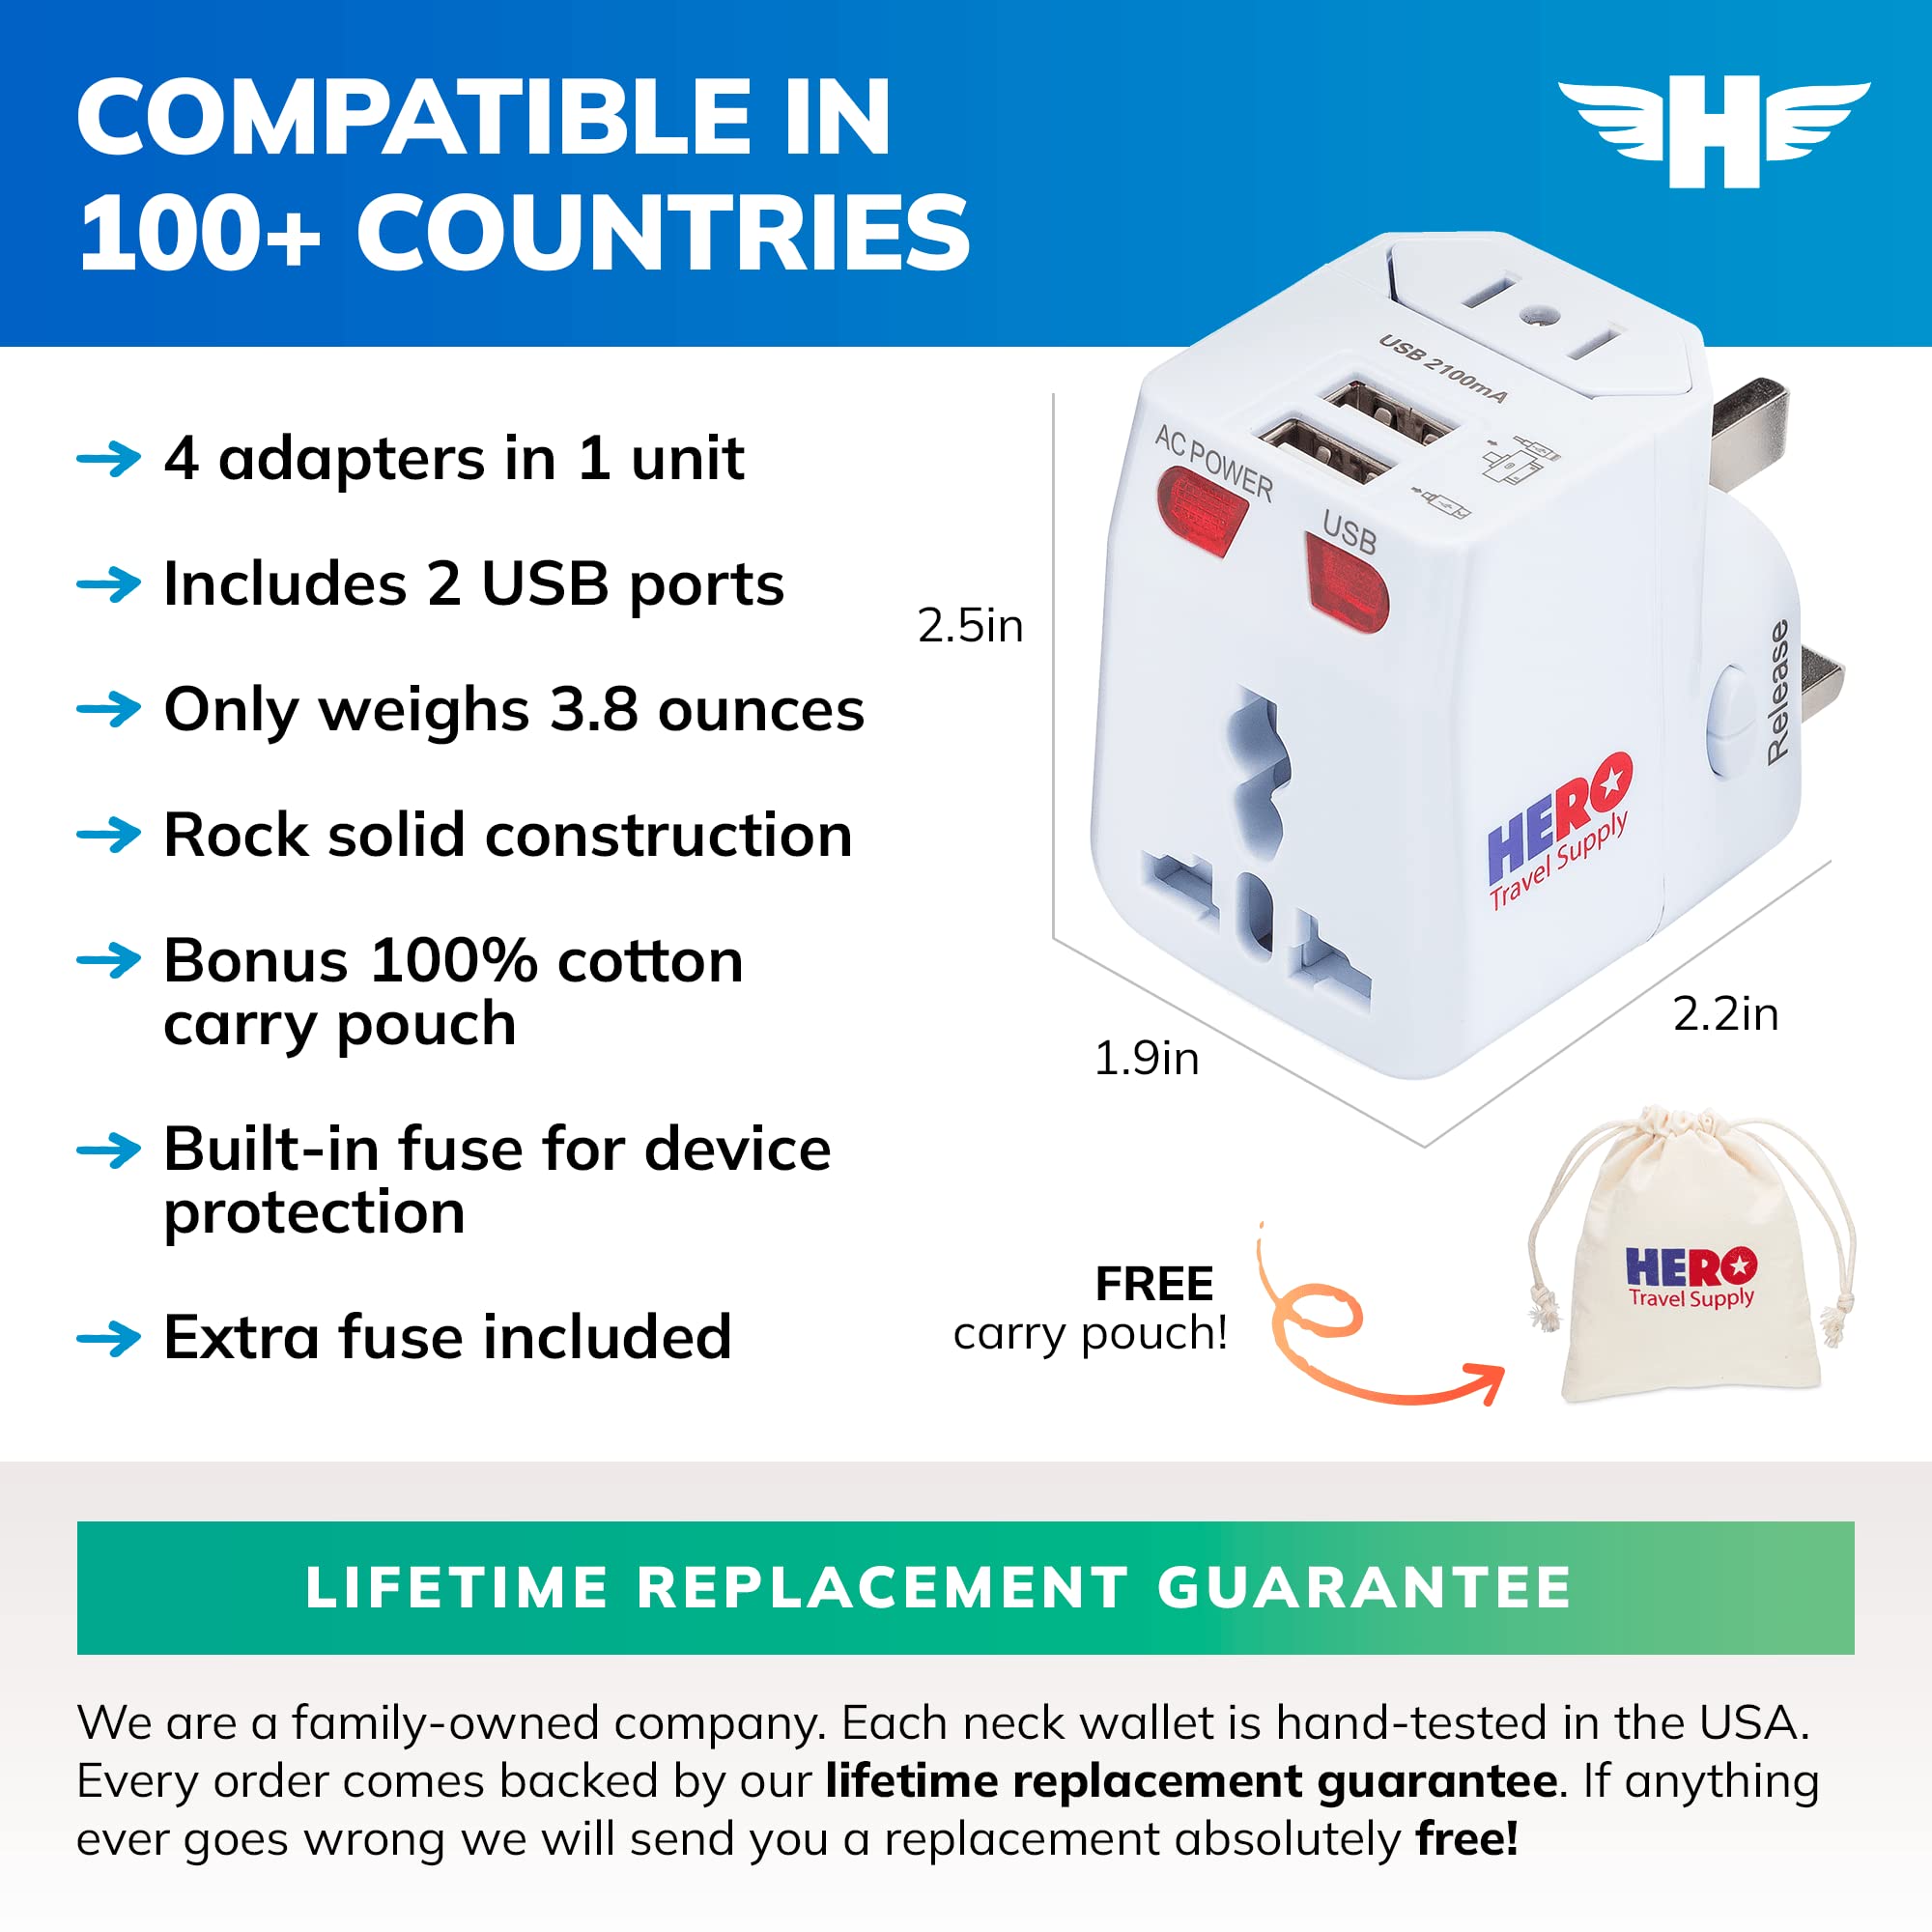 COMPATIBLE IN
100+ COUNTRIES
H
4 adapters in 1 unit
Includes 2 USB ports
Only weighs 3.8 ounces
Rock solid construction
Bonus 100% cotton
carry pouch
Built-in fuse for device
protection
Extra fuse included
USB 2100mA
AC POWER
USB
Release
HERO
Travel Supply
2.5in
1.9in
2.2in
FREE
carry pouch!
HERO
Travel Supply
LIFETIME REPLACEMENT GUARANTEE
We are a family-owned company. Each neck wallet is hand-tested in the USA.
Every order comes backed by our lifetime replacement guarantee. If anything
ever goes wrong we will send you a replacement absolutely free!